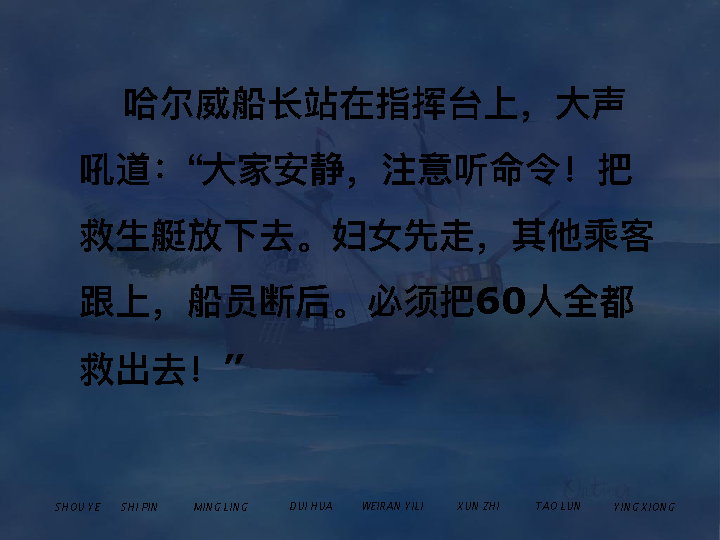 哈尔威船长站在指挥台上，大声
吼道：“大家安静，注意听命令！把
救生艇放下去。妇女先走，其他乘客
跟上，船员断后。必须把60人全都
救出去！”
SHOU YE SHI PIN MING LING DUI HUA WEIRAN YI LI XUN ZHI TAO LUN YING XIONG